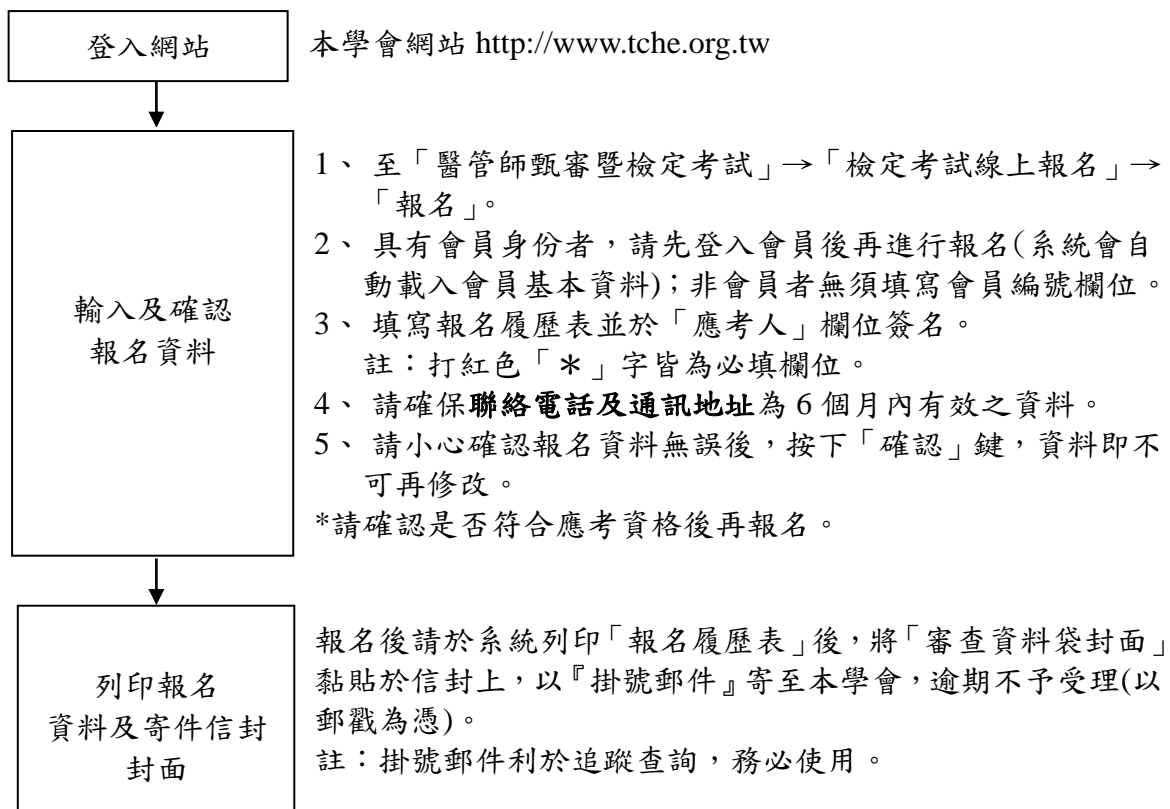 登入網站
本學會網站 http://www.tche.org.tw
輸入及確認
報名資料
1、 至「醫管師甄審暨檢定考試」→「檢定考試線上報名」→
「報名」。
2、 具有會員身份者，請先登入會員後再進行報名(系統會自
動載入會員基本資料)；非會員者無須填寫會員編號欄位。
3、 填寫報名履歷表並於「應考人」欄位簽名。
註：打紅色「＊」字皆為必填欄位。
4、 請確保聯絡電話及通訊地址為 6 個月內有效之資料。
5、 請小心確認報名資料無誤後，按下「確認」鍵，資料即不
可再修改。
*請確認是否符合應考資格後再報名。
列印報名
資料及寄件信封
封面
報名後請於系統列印「報名履歷表」後，將「審查資料袋封面」
黏貼於信封上，以『掛號郵件』寄至本學會，逾期不予受理(以
郵戳為憑)。
註：掛號郵件利於追蹤查詢，務必使用。